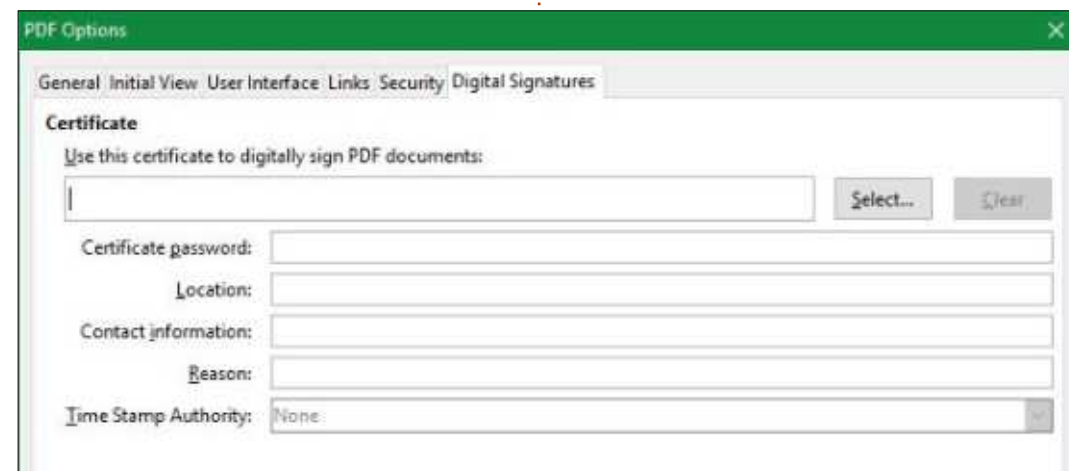 PDF Options
General Initial View User Interface Links Security Digital Signatures
Certificate
Use this certificate to digitally sign PDF documents:
Select... Clear
Certificate password:
Location:
Contact information:
Reason:
Time Stamp Authority: None